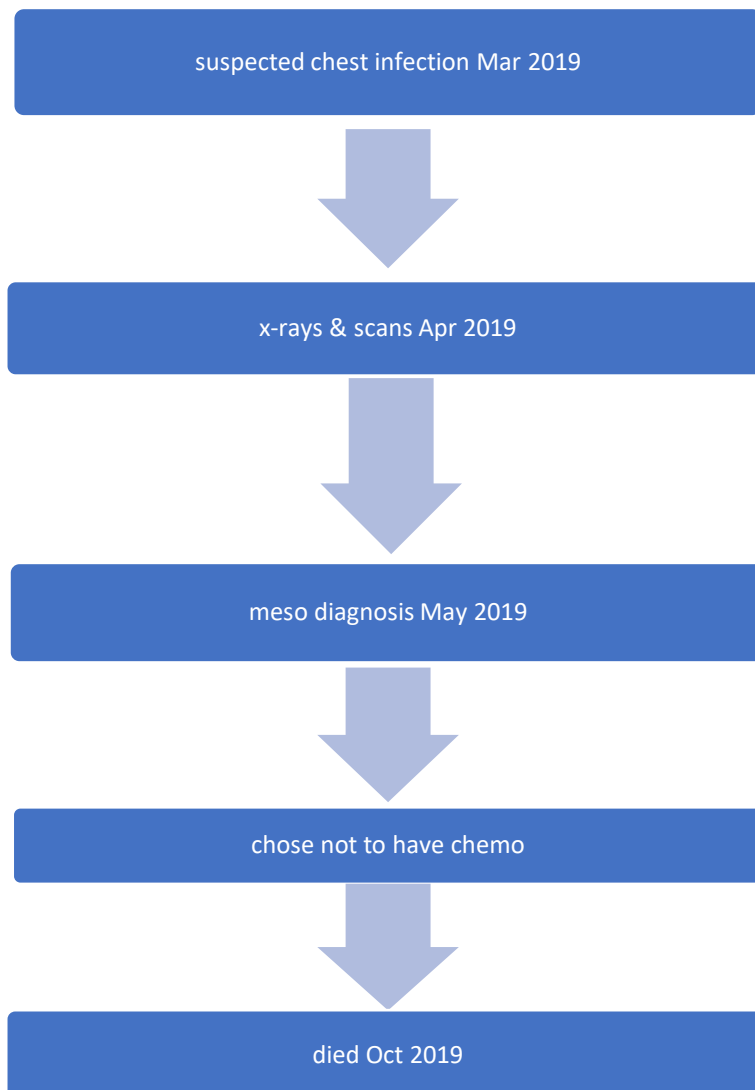 suspected chest infection Mar 2019
x-rays & scans Apr 2019
meso diagnosis May 2019
chose not to have chemo
died Oct 2019